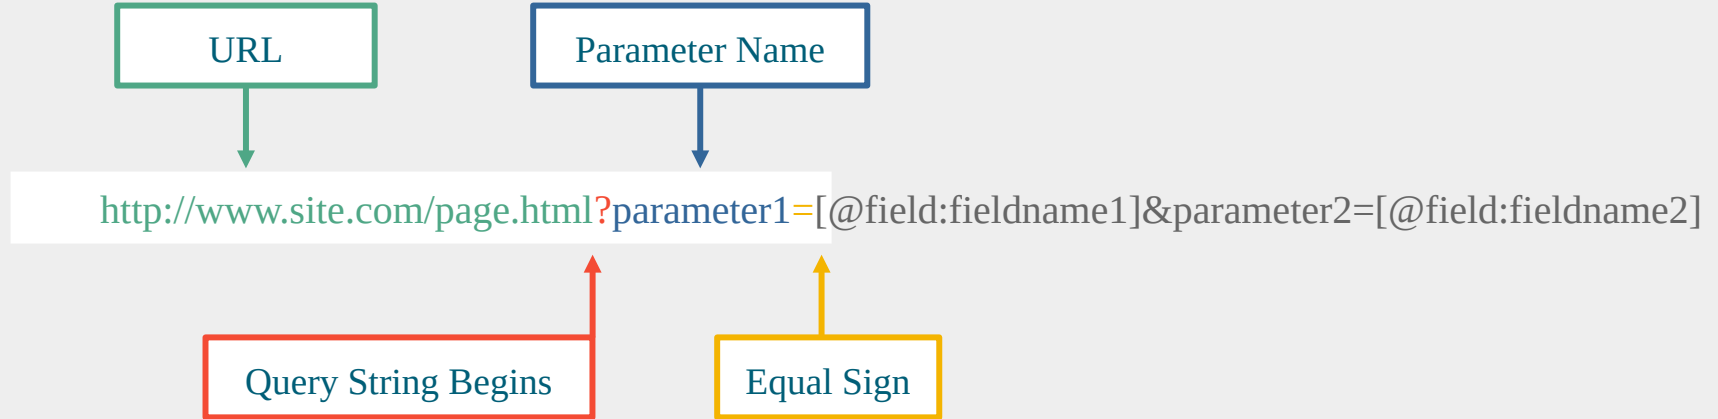 URL
Parameter Name
http://www.site.com/page.html?parameter1=[@field:fieldname1]&parameter2=[@field:fieldname2]
Query String Begins
Equal Sign